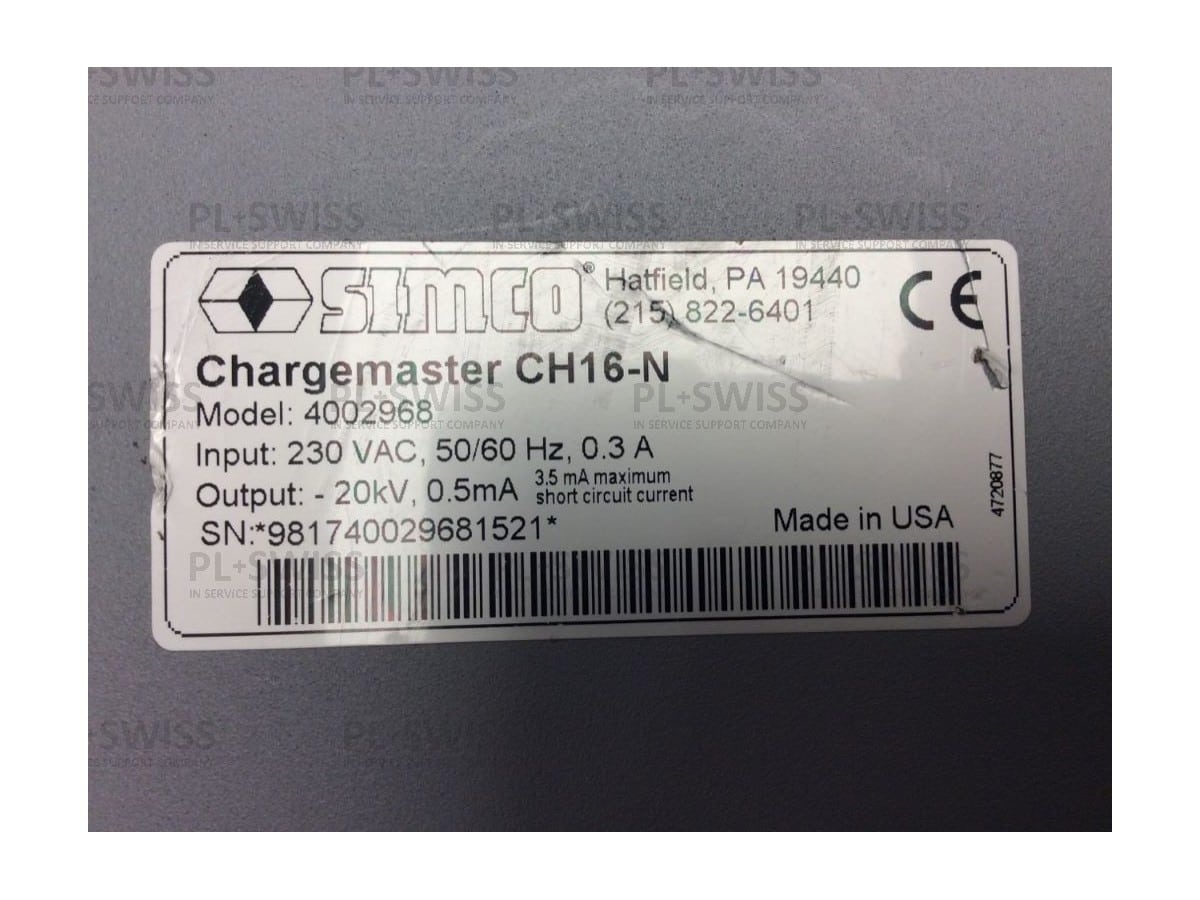 PL+SWISS
IN SERVICE SUPPORT COMPANY
SIMCO®
Hatfield, PA 19440
(215) 822-6401
CE
Chargemaster CH16-N
Model: 4002968
Input: 230 VAC, 50/60 Hz, 0.3 A
Output: - 20kV, 0.5mA 3.5 mA maximum
short circuit current
SN:*981740029681521*
Made in USA
4720877